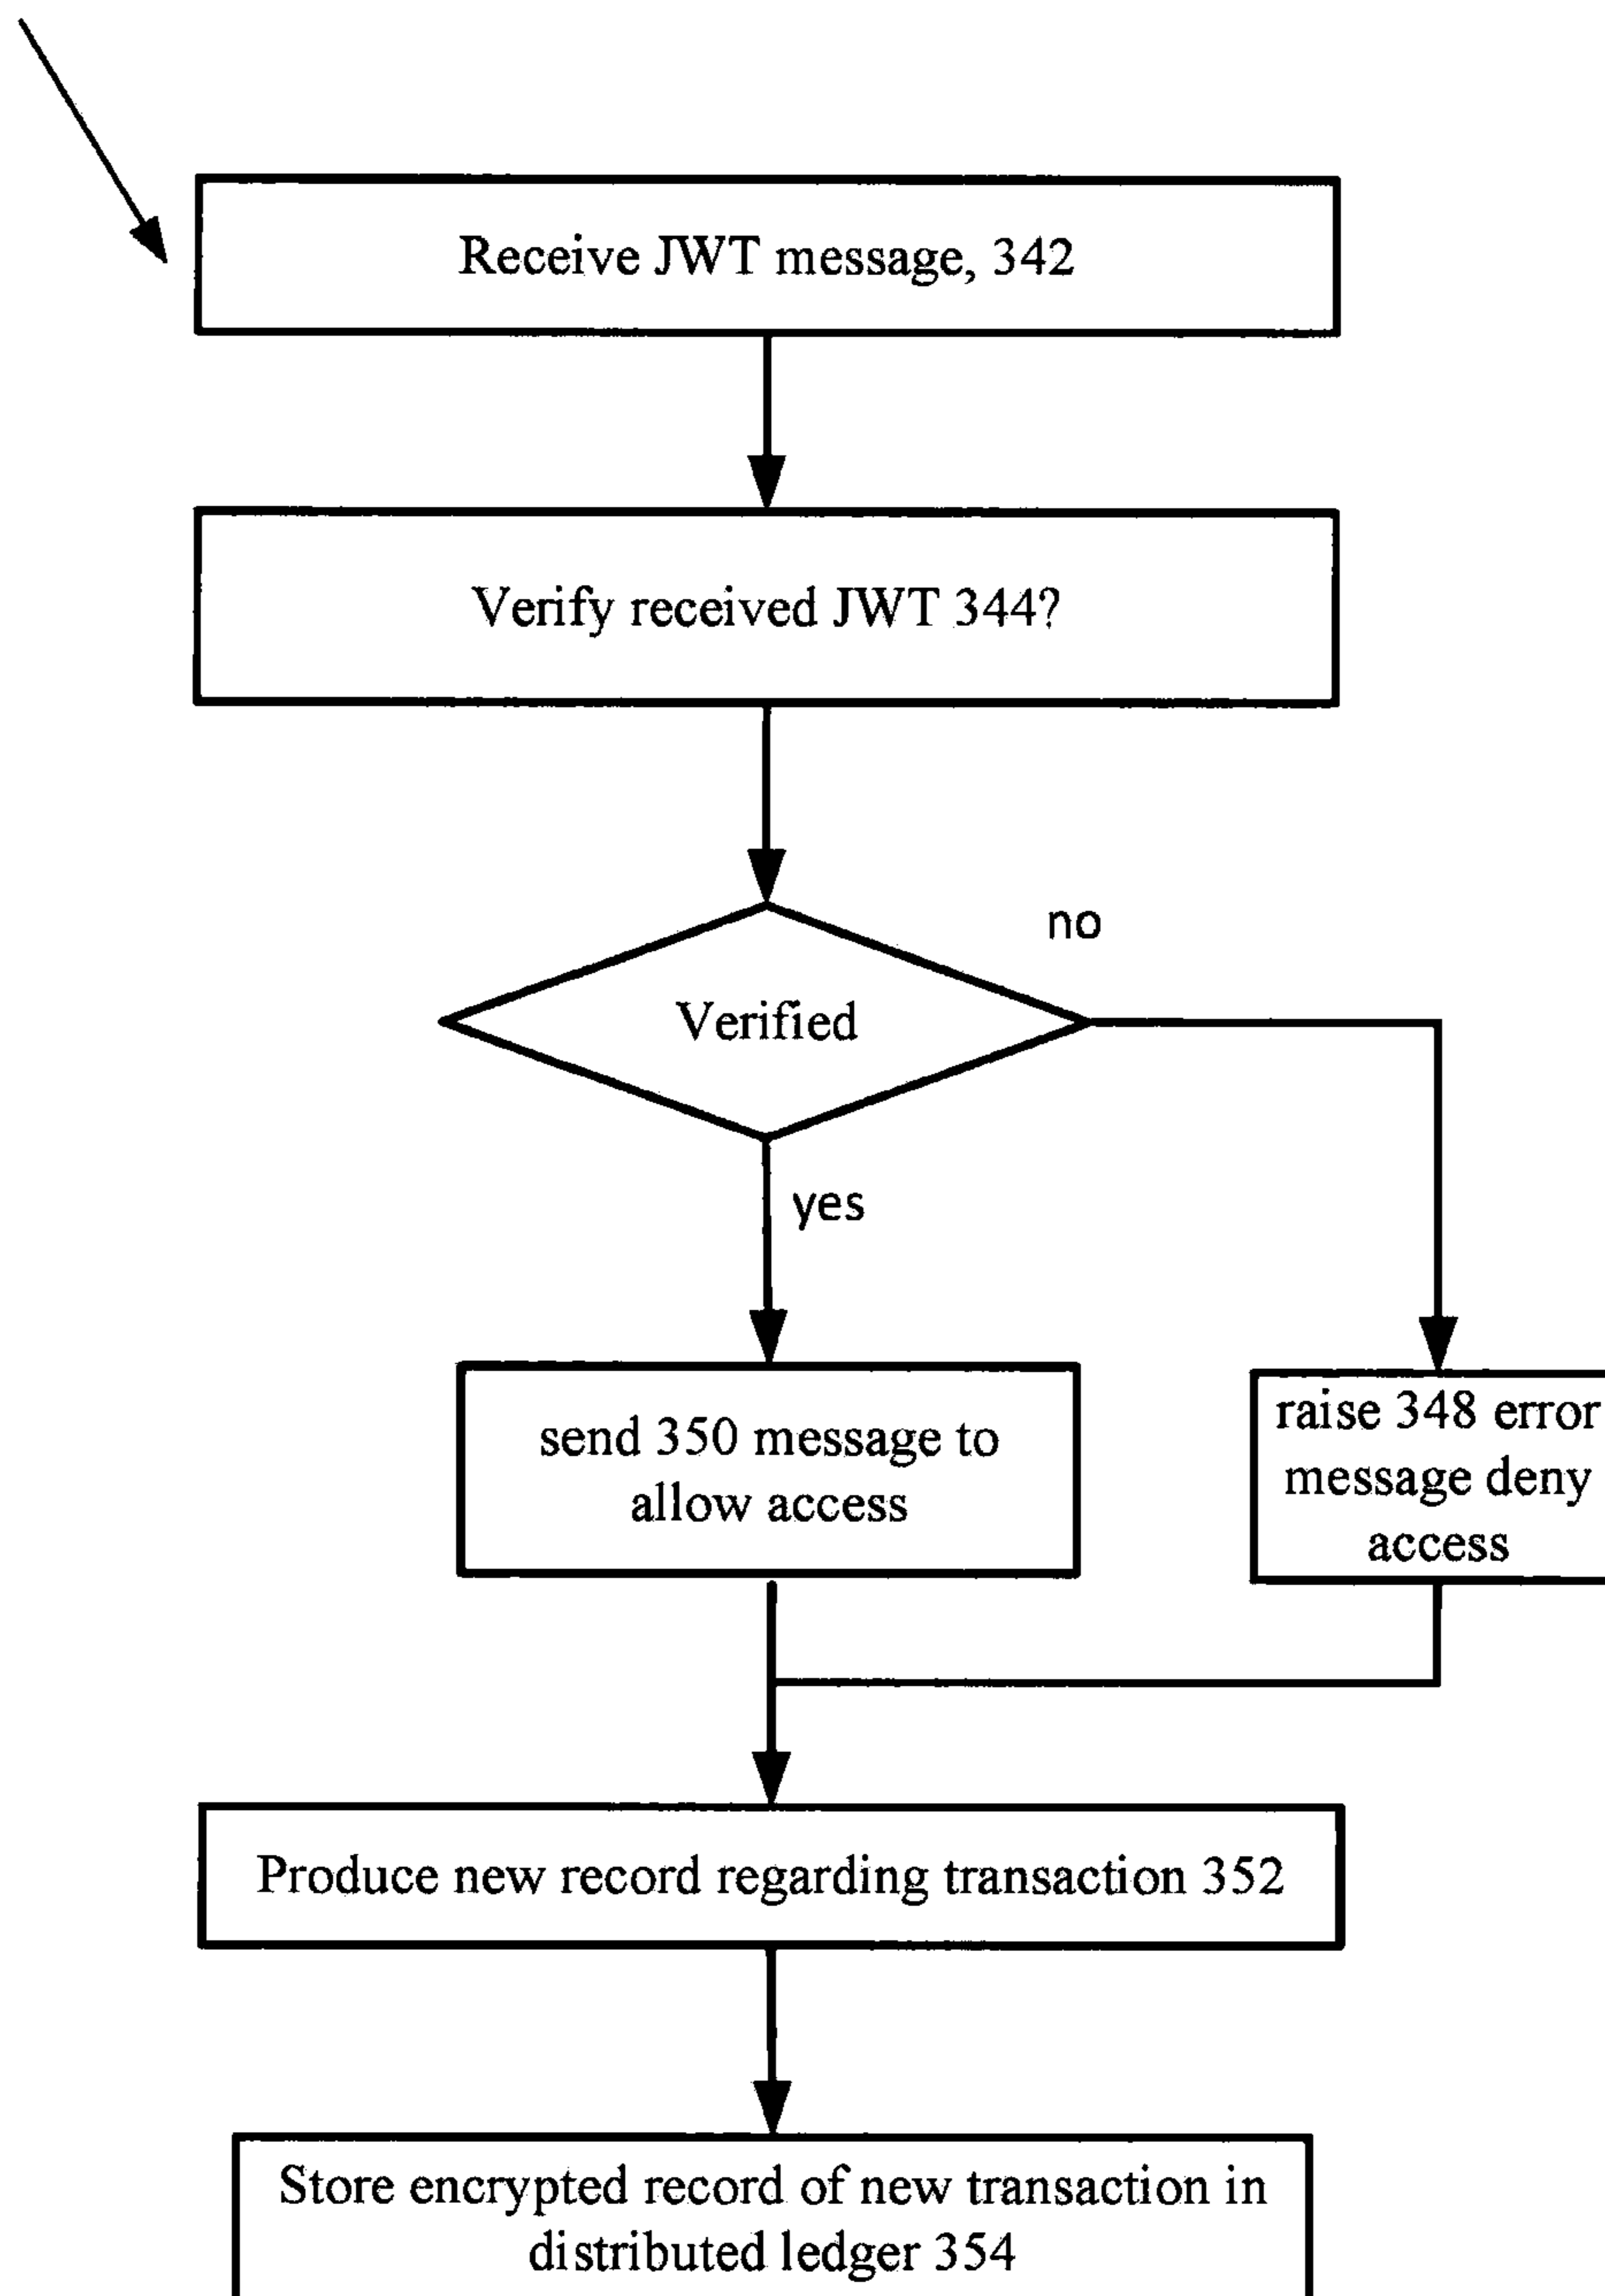 Receive JWT message, 342
Verify received JWT 344?
no
Verified
yes
send 350 message to
allow access
raise 348 error
message deny
access
Produce new record regarding transaction 352
Store encrypted record of new transaction in
distributed ledger 354